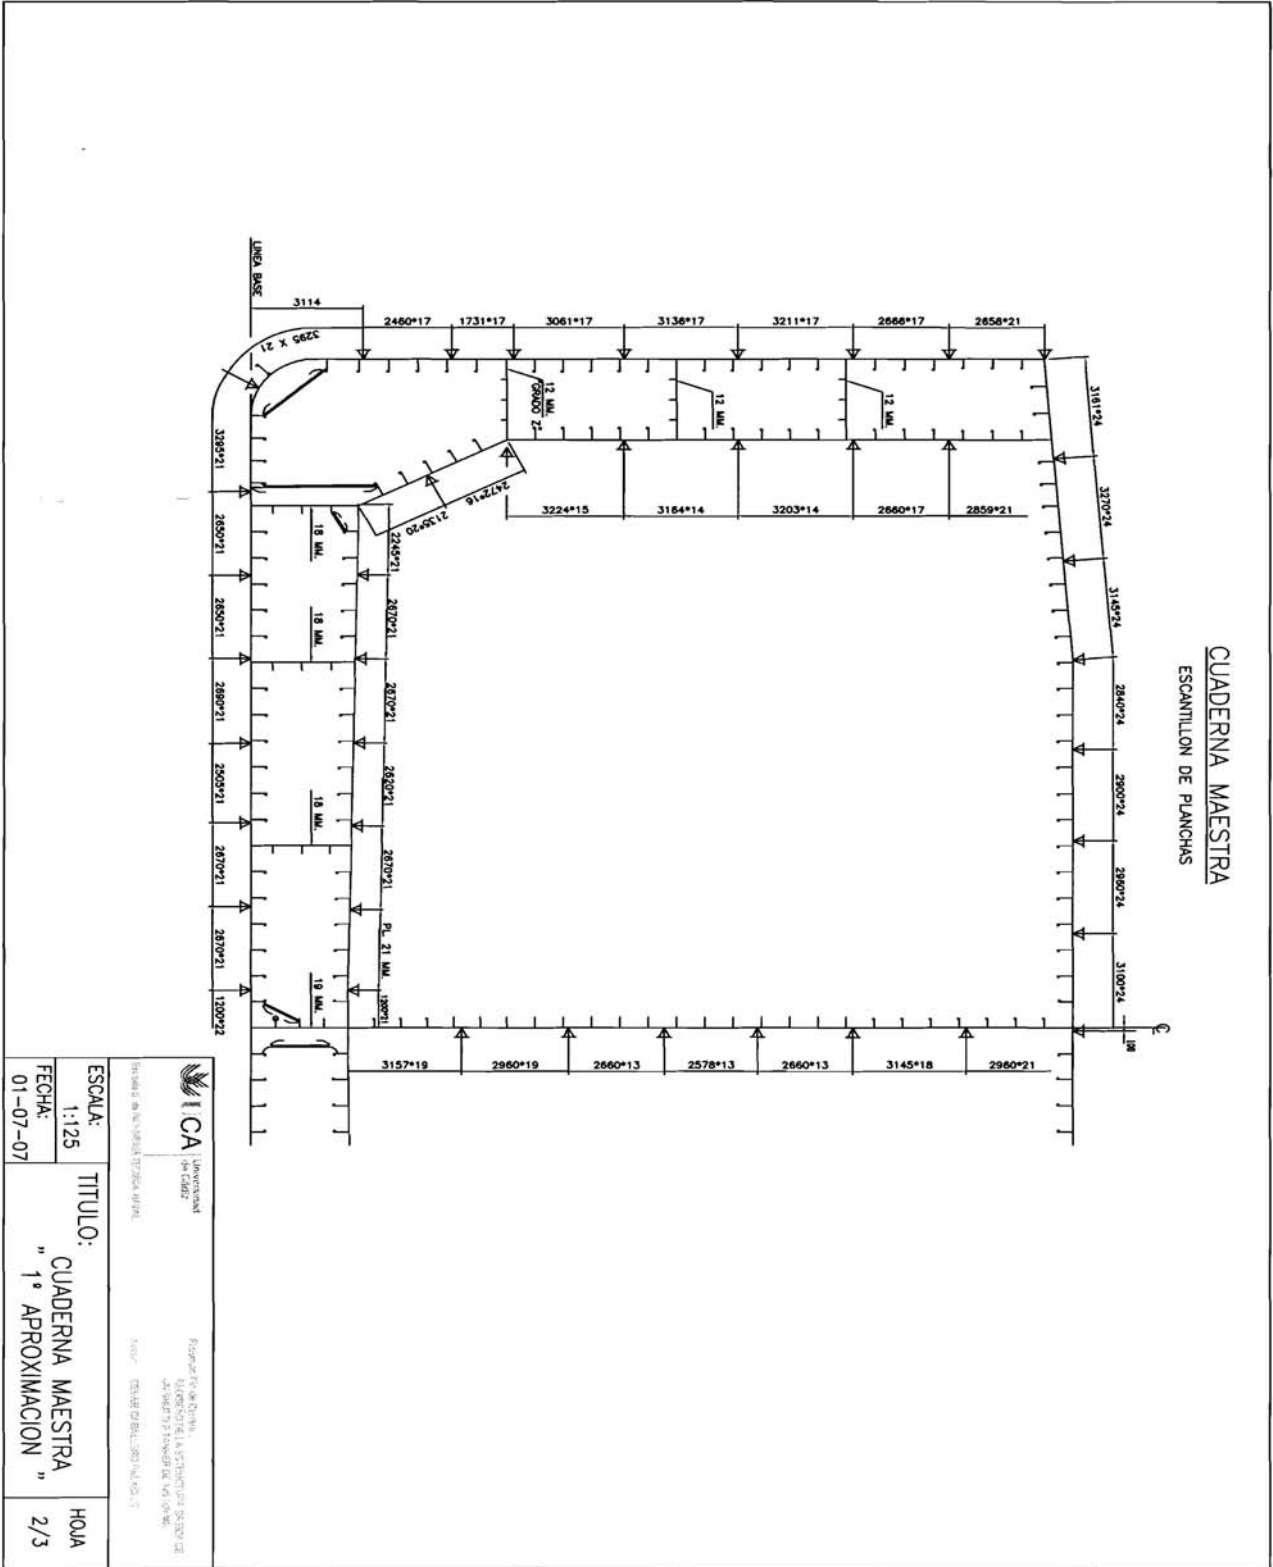 CUADERNA MAESTRA
ESCANTILLON DE PLANCHAS
3161*24
3270*24
3145*24
2840*24
2900*24
2960*24
3100*24
100
LINEA BASE
3114
2460*17
1731*17
3061*17
3136*17
3211*17
2666*17
2658*21
12 MM.
GRADO Z*
12 MM.
12 MM.
3224*15
3164*14
3203*14
2660*17
2859*21
2472*16
2135*20
2245*21
2670*21
2670*21
2620*21
2670*21
PL. 21 MM.
1200*21
18 MM.
18 MM.
18 MM.
19 MM.
3295 X 21
3295*21
2650*21
2650*21
2690*21
2505*21
2670*21
2670*21
1200*22
3157*19
2960*19
2660*13
2578*13
2660*13
3145*18
2960*21
UCA
Universidad
de Cádiz
ESCALA:
1:125
FECHA:
01-07-07
TITULO:
CUADERNA MAESTRA
" 1º APROXIMACION "
HOJA
2/3